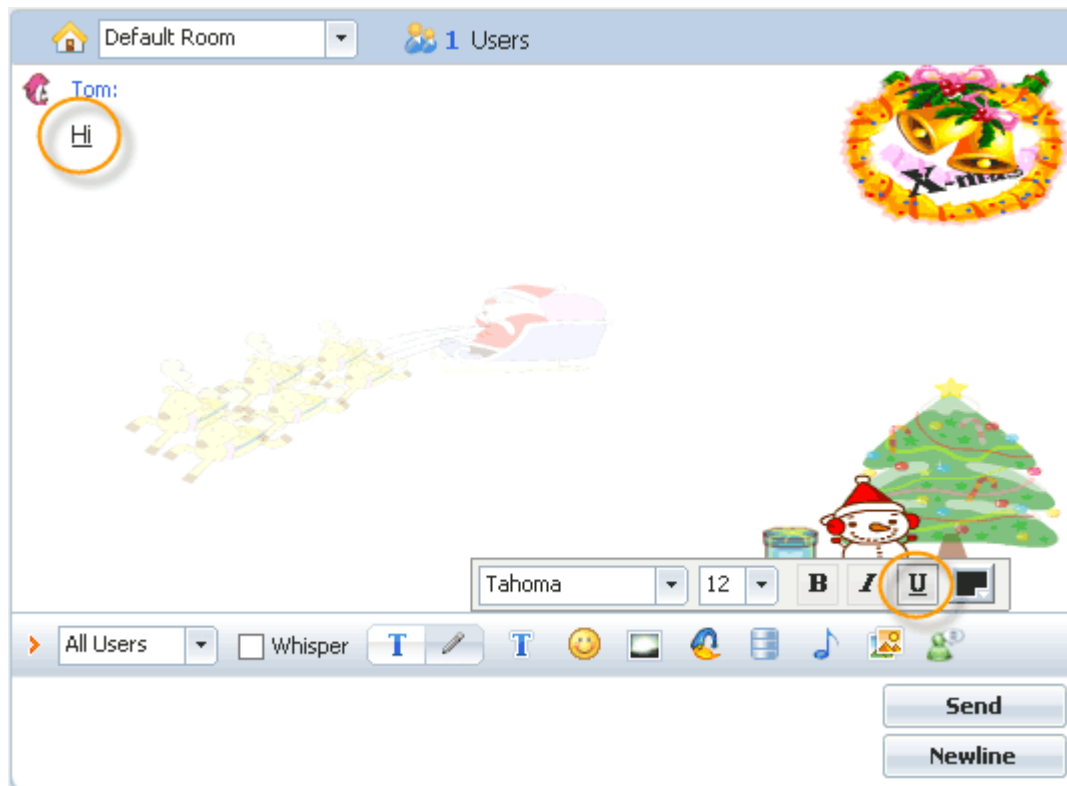 Default Room
1 Users
Tom:
Hi
X-mas
Tahoma
12
B I U
All Users
Whisper
T
T
Send
Newline